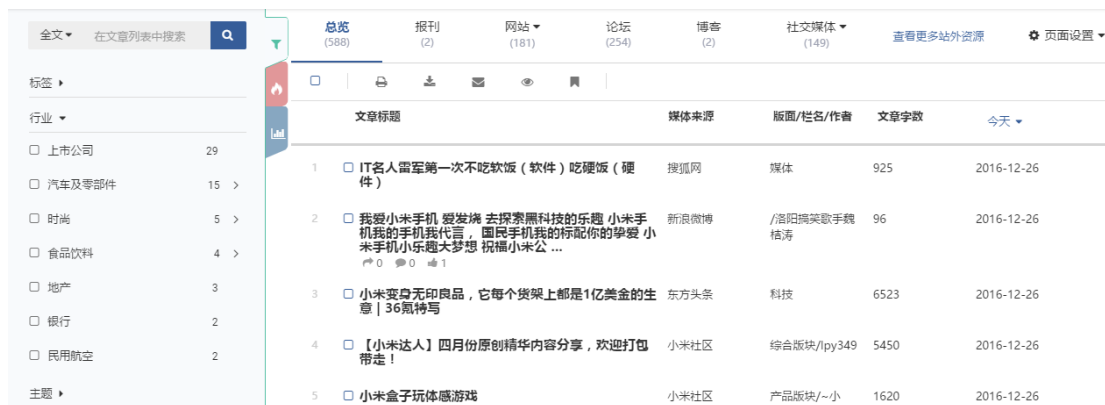 全文 在文章列表中搜索
标签
行业
上市公司 29
汽车及零部件 15
时尚 5
食品饮料 4
地产 3
银行 2
民用航空 2
主题
总览 报刊 网站 论坛 博客 社交媒体 查看更多站外资源 页面设置
(588) (2) (181) (254) (2) (149)
文章标题 媒体来源 版面/栏名/作者 文章字数 今天
1 IT名人雷军第一次不吃软饭（软件）吃硬饭（硬 搜狐网 媒体 925 2016-12-26
件）
2 我爱小米手机 爱发烧 去探索黑科技的乐趣 小米手 新浪微博 /洛阳搞笑歌手魏 96 2016-12-26
机我的手机我代言， 国民手机我的标配你的挚爱 小 桔涛
米手机小乐趣大梦想 祝福小米公 ...
0 0 1
3 小米变身无印良品，它每个货架上都是1亿美金的生 东方头条 科技 6523 2016-12-26
意 | 36氪特写
4 【小米达人】四月份原创精华内容分享，欢迎打包 小米社区 综合版块/lpy349 5450 2016-12-26
带走！
5 小米盒子玩体感游戏 小米社区 产品版块/~小 1620 2016-12-26